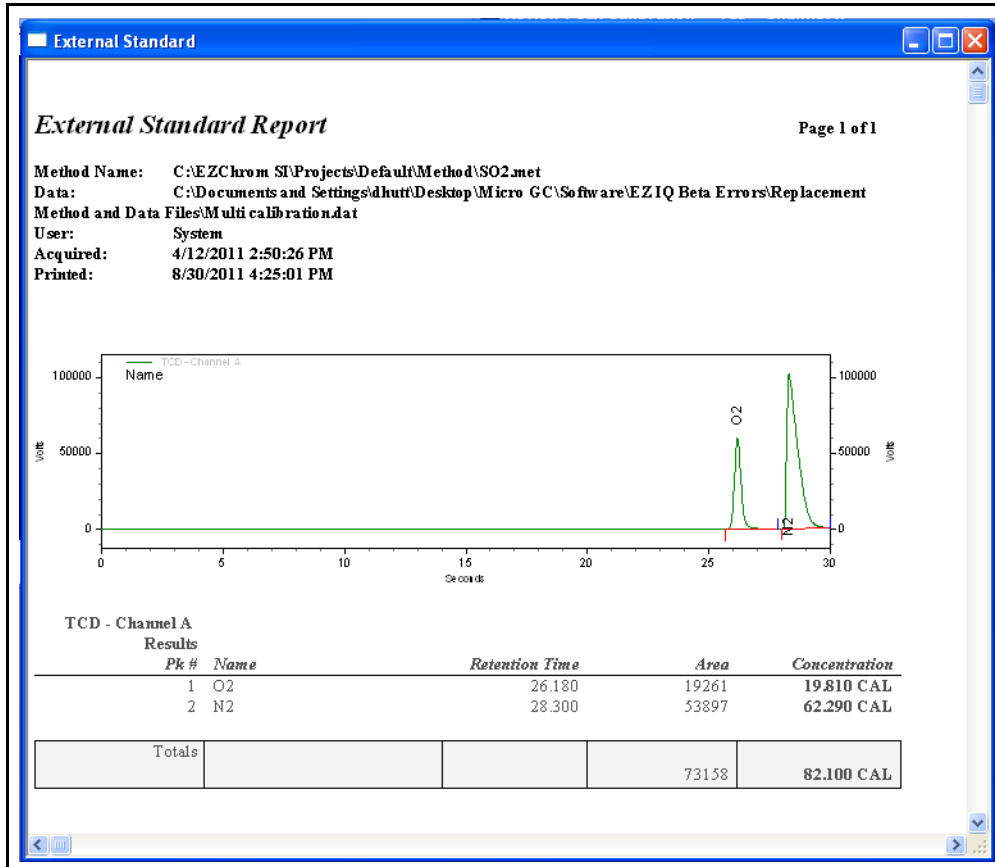 External Standard
External Standard Report
Page 1 of 1
Method Name: C:\EZChrom SI\Projects\Default\Method\SO2.met
Data: C:\Documents and Settings\dhutt\Desktop\Micro GC\Software\EZ IQ Beta Errors\Replacement
Method and Data Files\Multi calibration.dat
User: System
Acquired: 4/12/2011 2:50:26 PM
Printed: 8/30/2011 4:25:01 PM
TCD - Channel A
Name
100000
50000
0
Volts
O2
N2
100000
50000
0
Volts
0 5 10 15 20 25 30
Seconds
TCD - Channel A
Results
Pk # Name Retention Time Area Concentration
1 O2 26.180 19261 19.810 CAL
2 N2 28.300 53897 62.290 CAL
Totals
73158 82.100 CAL